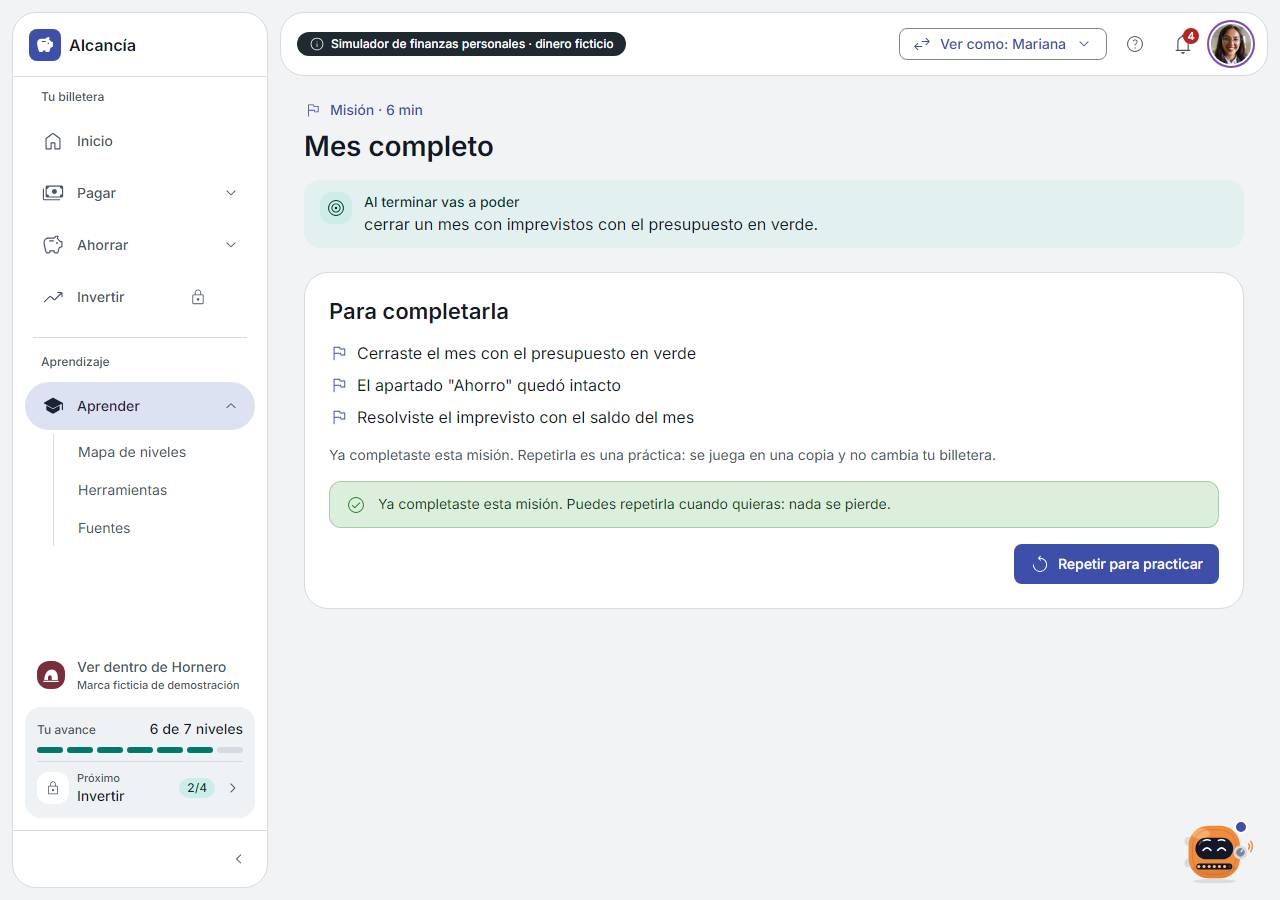 Alcancía
Tu billetera
Inicio
Pagar
Ahorrar
Invertir
Aprendizaje
Aprender
Mapa de niveles
Herramientas
Fuentes
Ver dentro de Hornero
Marca ficticia de demostración
Tu avance
6 de 7 niveles
Próximo
Invertir
2/4
Simulador de finanzas personales · dinero ficticio
Ver como: Mariana
4
Misión · 6 min
Mes completo
Al terminar vas a poder
cerrar un mes con imprevistos con el presupuesto en verde.
Para completarla
Cerraste el mes con el presupuesto en verde
El apartado "Ahorro" quedó intacto
Resolviste el imprevisto con el saldo del mes
Ya completaste esta misión. Repetirla es una práctica: se juega en una copia y no cambia tu billetera.
Ya completaste esta misión. Puedes repetirla cuando quieras: nada se pierde.
Repetir para practicar